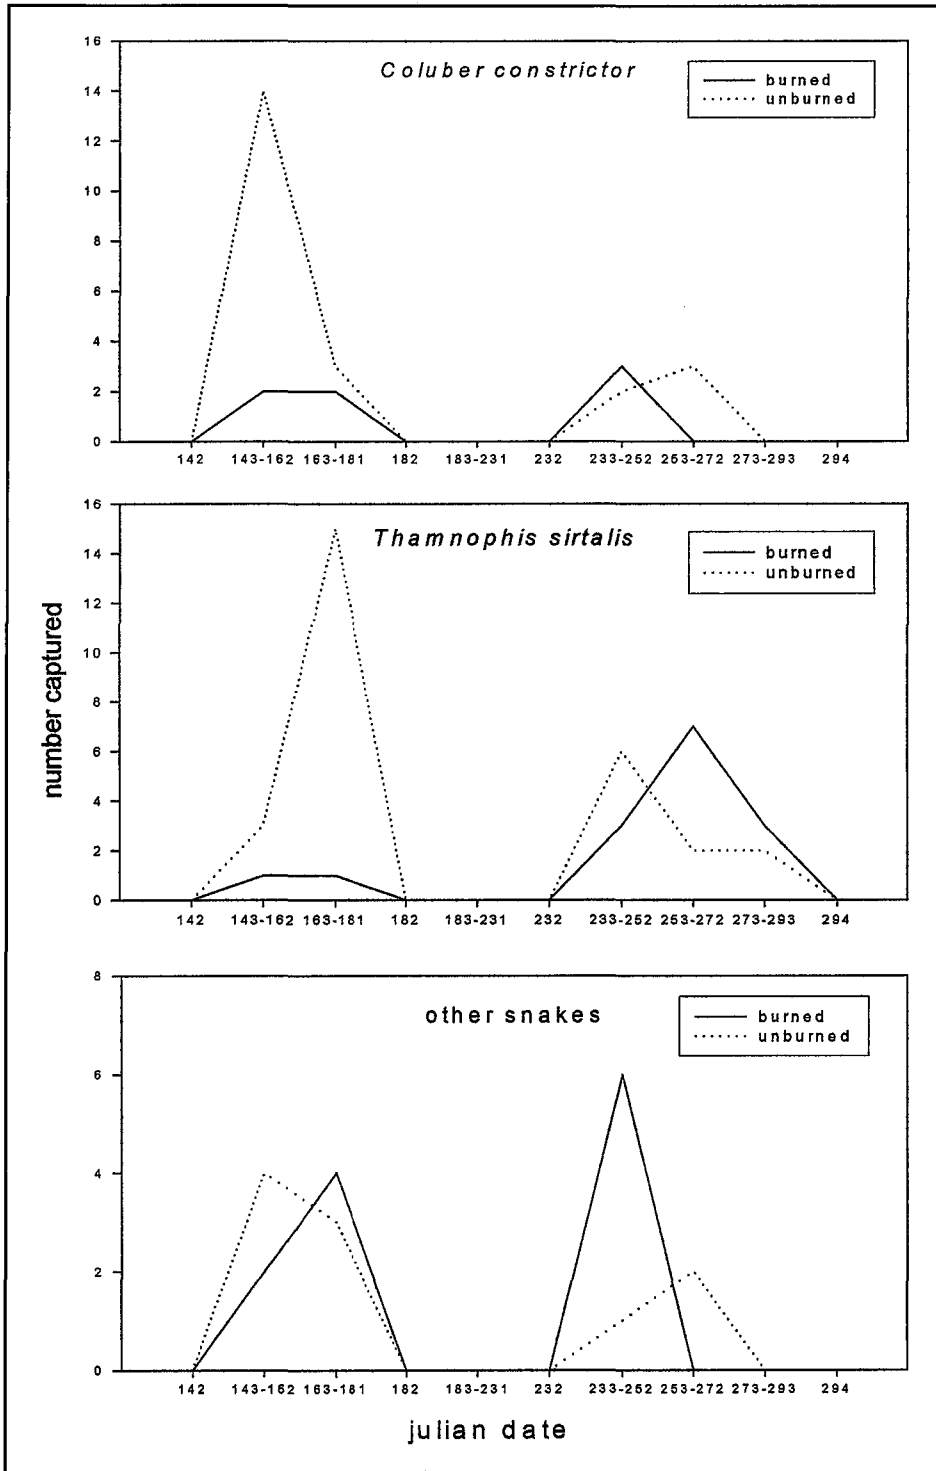 16
Coluber constrictor
burned
unburned
14
12
10
8
6
4
2
0
142 143-162 163-181 182 183-231 232 233-252 253-272 273-293 294
number captured
16
Thamnophis sirtalis
burned
unburned
14
12
10
8
6
4
2
0
142 143-162 163-181 182 183-231 232 233-252 253-272 273-293 294
8
other snakes
burned
unburned
6
4
2
0
142 143-162 163-181 182 183-231 232 233-252 253-272 273-293 294
julian date